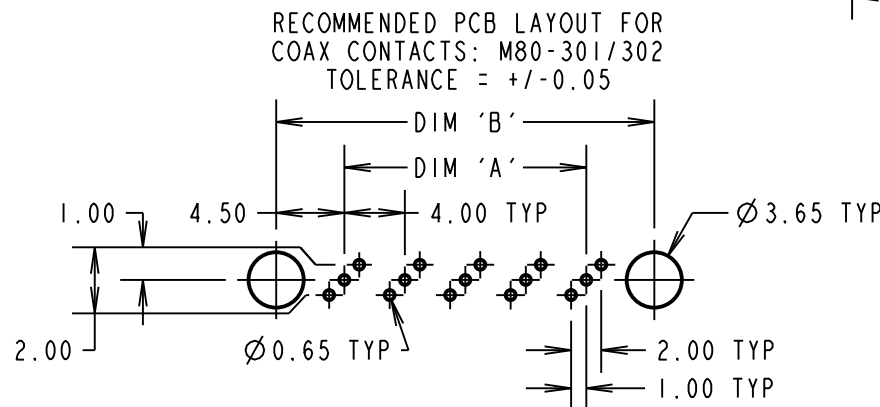 RECOMMENDED PCB LAYOUT FOR
COAX CONTACTS: M80-301/302
TOLERANCE = +/-0.05
DIM 'B'
DIM 'A'
1.00
4.50
4.00 TYP
Ø3.65 TYP
2.00
Ø0.65 TYP
2.00 TYP
1.00 TYP